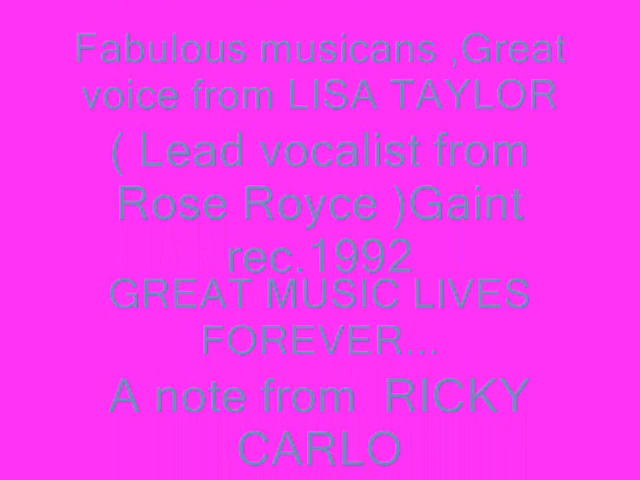 Fabulous musicans ,Great
voice from LISA TAYLOR
( Lead vocalist from
Rose Royce )Gaint
rec.1992
GREAT MUSIC LIVES
FOREVER...
A note from RICKY
CARLO